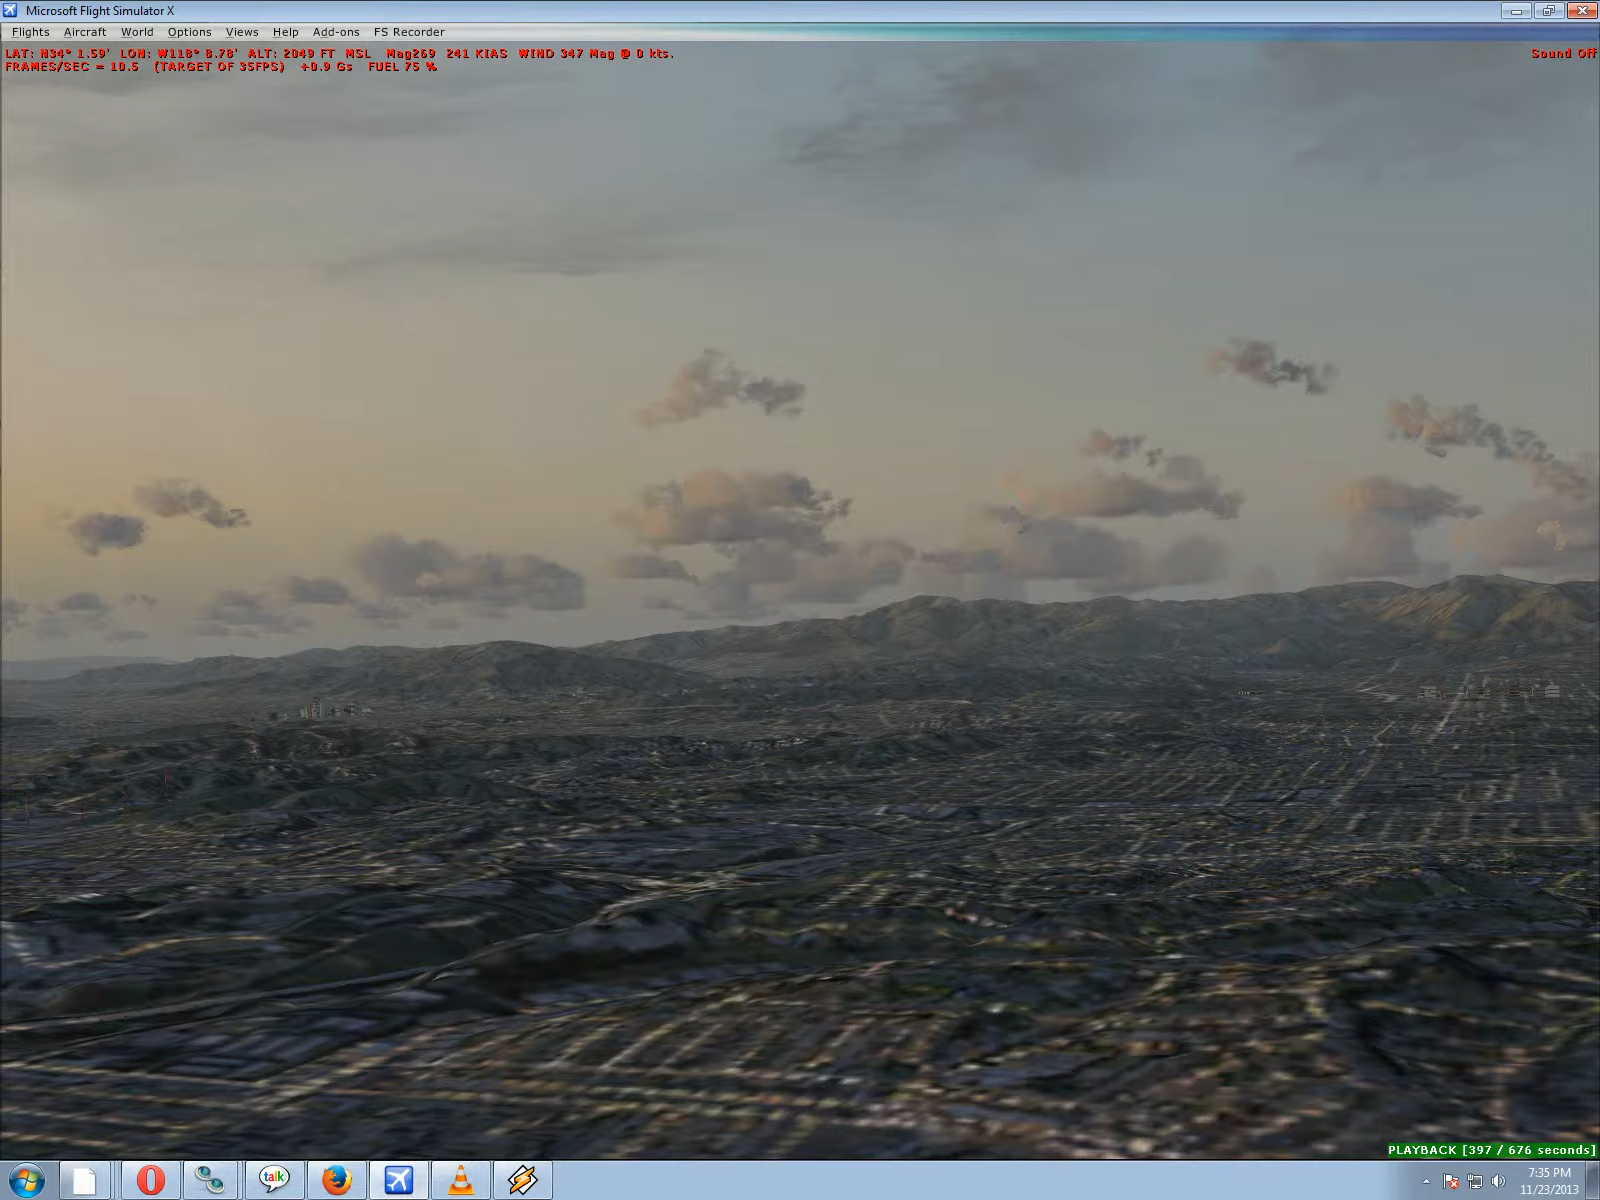 Microsoft Flight Simulator X
Flights Aircraft World Options Views Help Add-ons FS Recorder
LAT: N34° 1.59' LON: W118° 8.78' ALT: 2049 FT MSL Mag269 241 KIAS WIND 347 Mag @ 0 kts.
Sound Off
FRAMES/SEC = 10.5 (TARGET OF 35FPS) +0.9 Gs FUEL 75 %
PLAYBACK [397 / 676 seconds]
talk
7:35 PM
11/23/2013